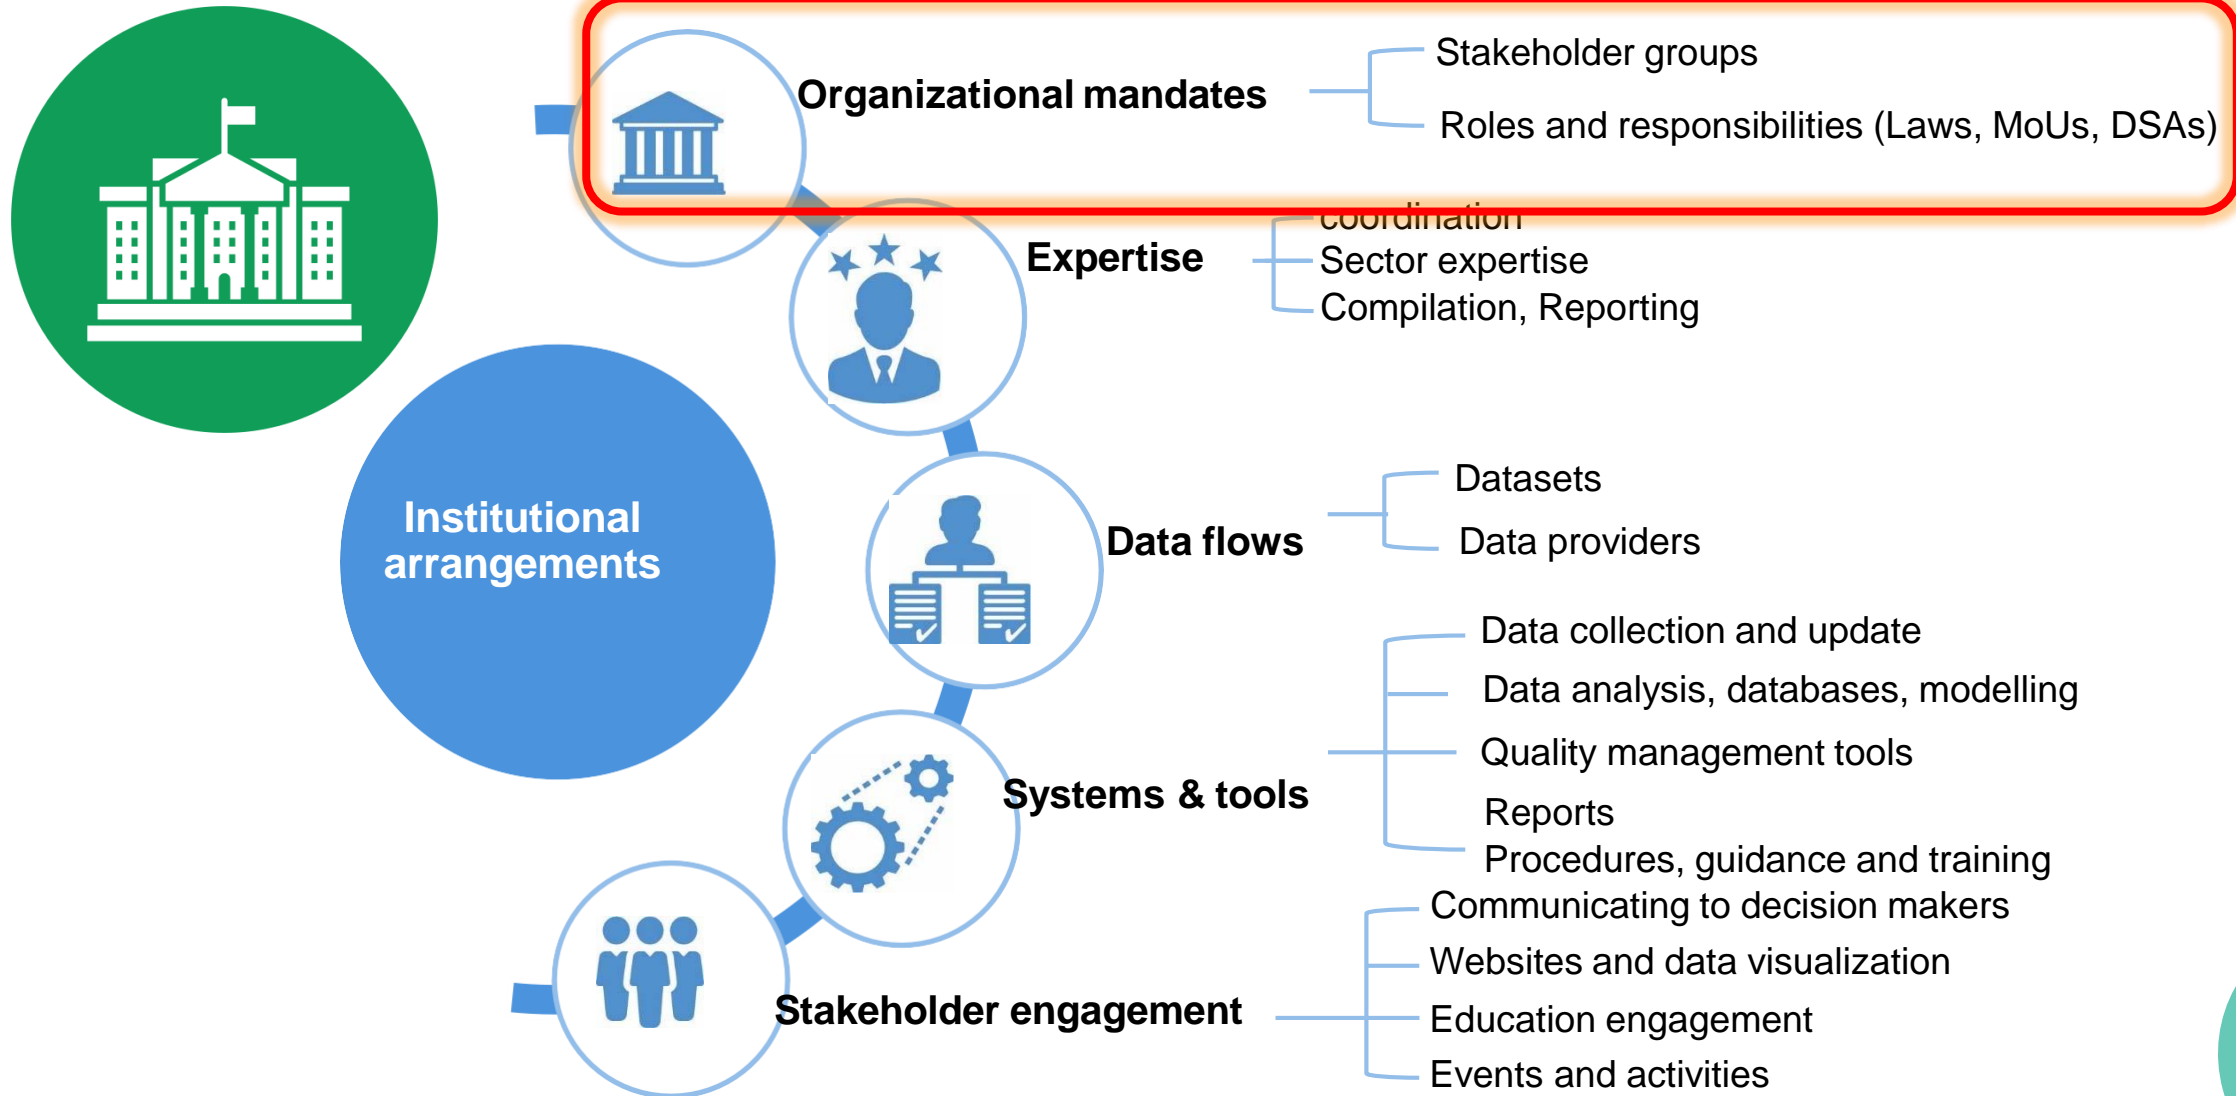 Organizational mandates
Stakeholder groups
Roles and responsibilities (Laws, MoUs, DSAs)
Expertise
coordination
Sector expertise
Compilation, Reporting
Institutional
arrangements
Data flows
Datasets
Data providers
Systems & tools
Data collection and update
Data analysis, databases, modelling
Quality management tools
Reports
Procedures, guidance and training
Stakeholder engagement
Communicating to decision makers
Websites and data visualization
Education engagement
Events and activities